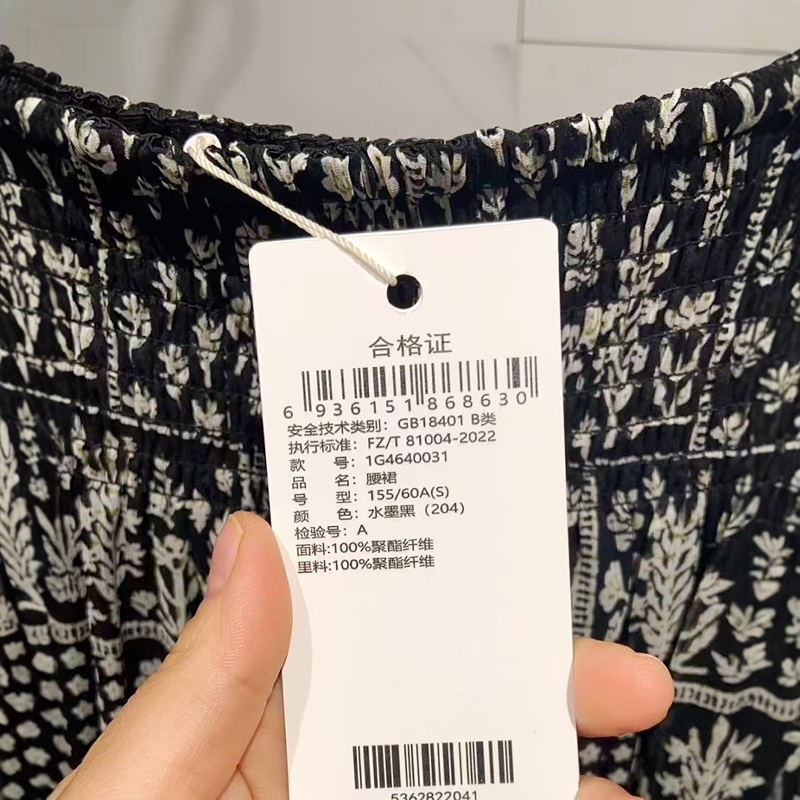 合格证
6 936151 868630
安全技术类别：GB18401 B类
执行标准：FZ/T 81004-2022
款 号：1G4640031
品 名：腰裙
号 型：155/60A(S)
颜 色：水墨黑（204）
检验号：A
面料:100%聚酯纤维
里料:100%聚酯纤维
5362822041